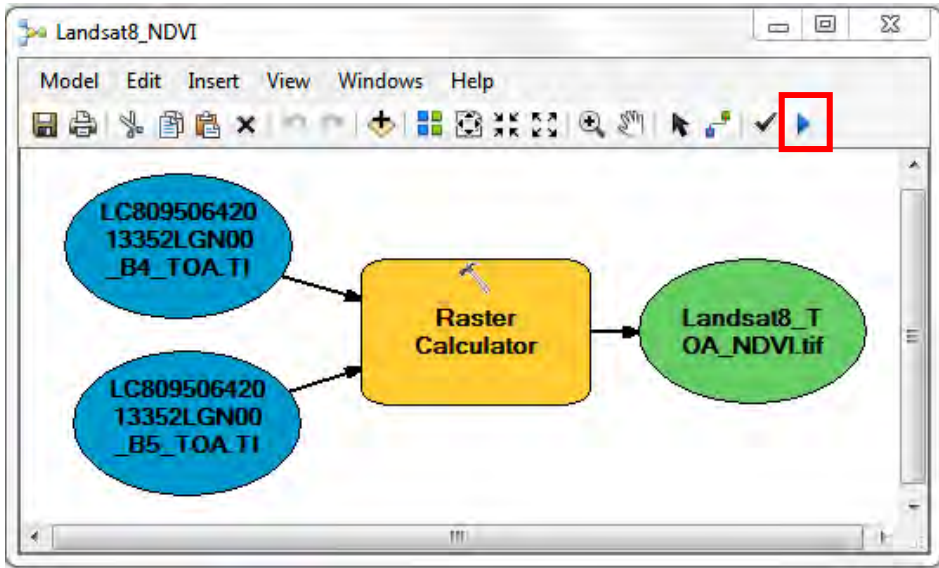 Landsat8_NDVI
Model Edit Insert View Windows Help
LC809506420
13352LGN00
_B4_TOA.TI
Raster
Calculator
Landsat8_T
OA_NDVI.tif
LC809506420
13352LGN00
_B5_TOA.TI